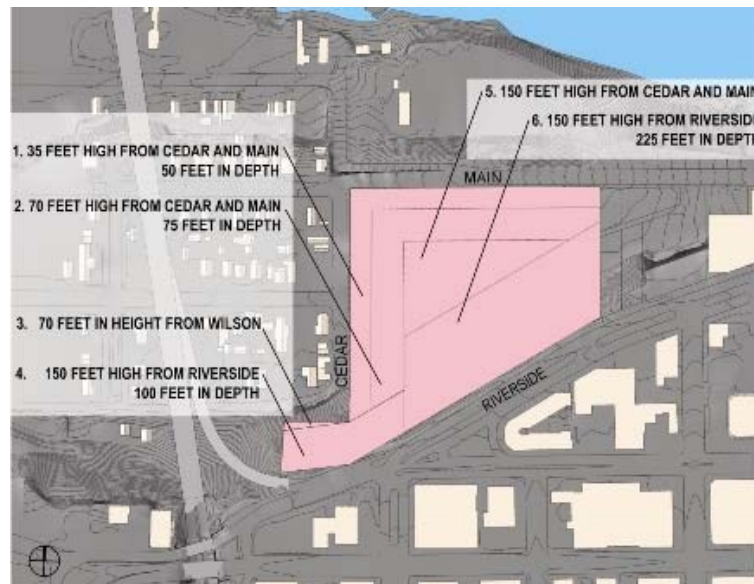 5. 150 FEET HIGH FROM CEDAR AND MAIN
6. 150 FEET HIGH FROM RIVERSIDE
225 FEET IN DEPTH
1. 35 FEET HIGH FROM CEDAR AND MAIN
50 FEET IN DEPTH
2. 70 FEET HIGH FROM CEDAR AND MAIN
75 FEET IN DEPTH
3. 70 FEET IN HEIGHT FROM WILSON
4. 150 FEET HIGH FROM RIVERSIDE
100 FEET IN DEPTH
MAIN
CEDAR
RIVERSIDE